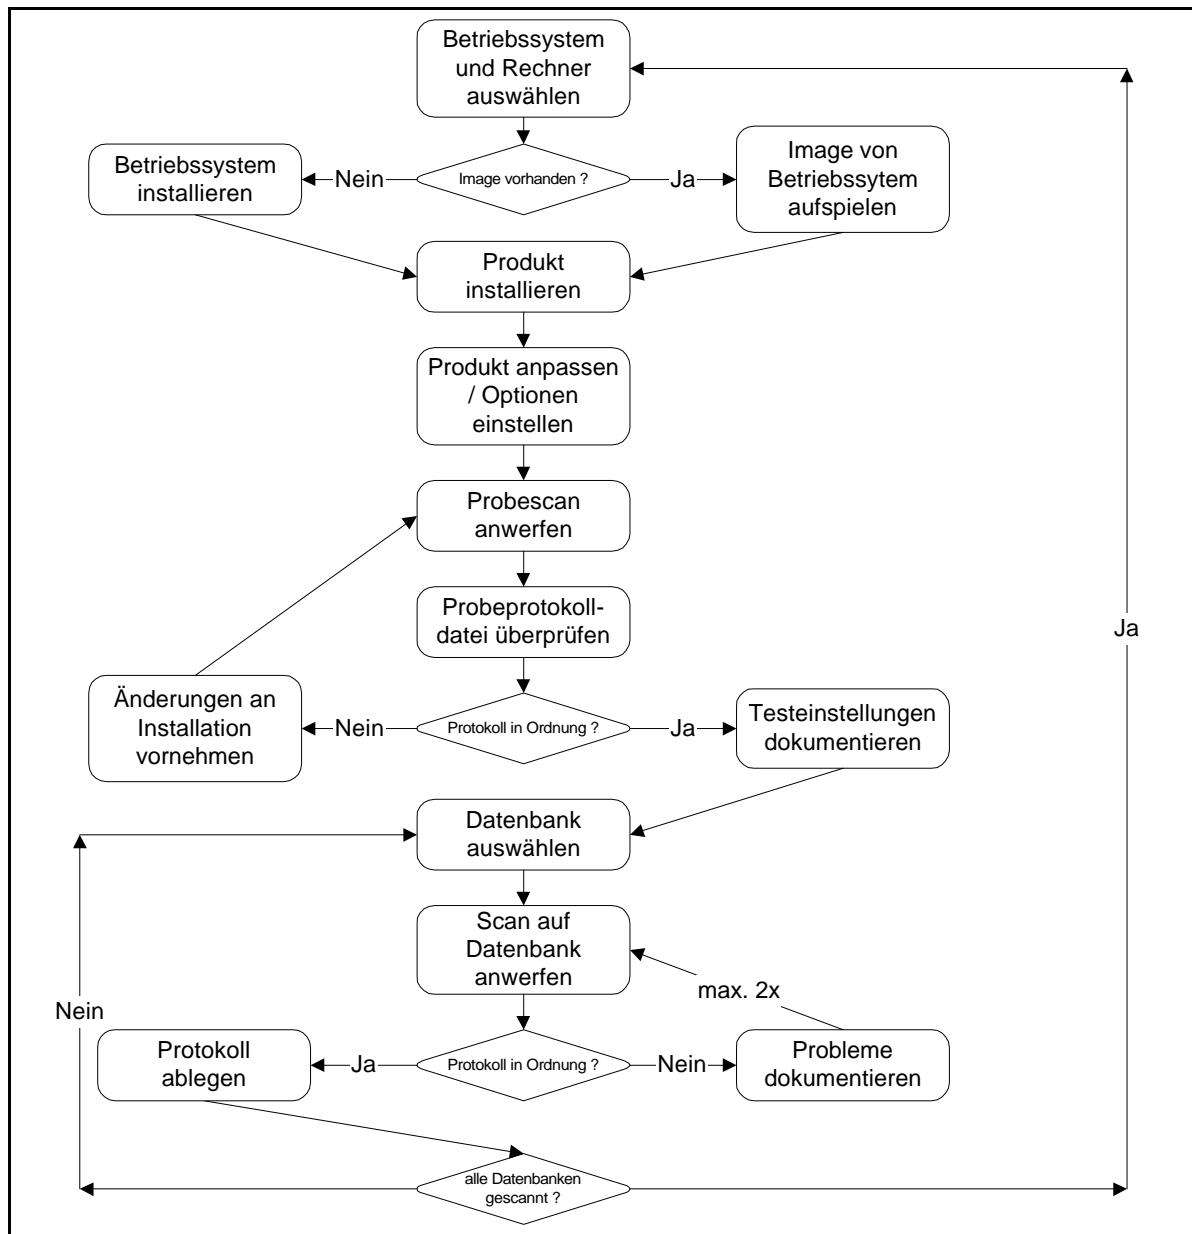 Betriebssystem
und Rechner
auswählen
Betriebssystem
installieren
Nein
Image vorhanden ?
Ja
Image von
Betriebssytem
aufspielen
Produkt
installieren
Produkt anpassen
/ Optionen
einstellen
Probescan
anwerfen
Probeprotokoll-
datei überprüfen
Ja
Änderungen an
Installation
vornehmen
Nein
Protokoll in Ordnung ?
Ja
Testeinstellungen
dokumentieren
Datenbank
auswählen
Scan auf
Datenbank
anwerfen
max. 2x
Nein
Protokoll
ablegen
Ja
Protokoll in Ordnung ?
Nein
Probleme
dokumentieren
alle Datenbanken
gescannt ?